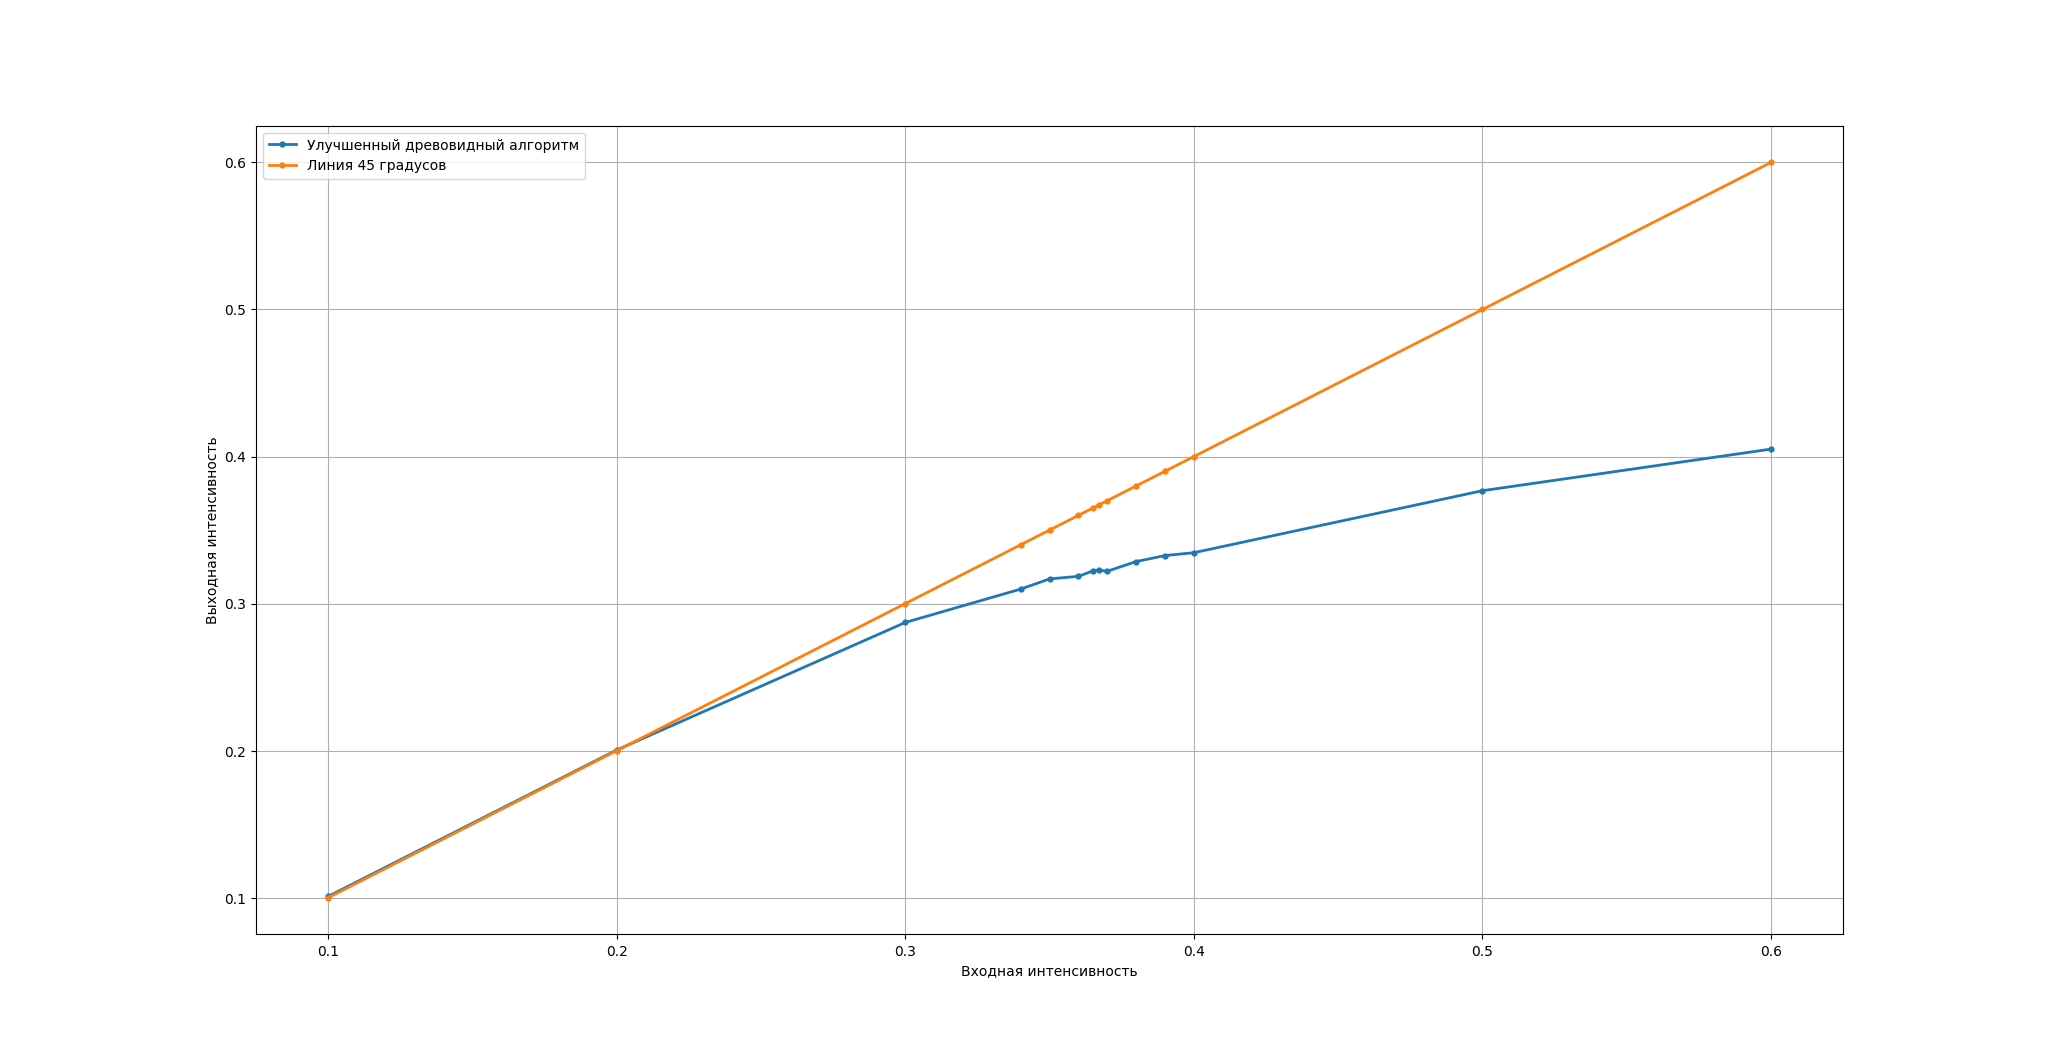 Улучшенный древовидный алгоритм
Линия 45 градусов
0.6
0.5
0.4
0.3
0.2
0.1
Выходная интенсивность
0.1 0.2 0.3 0.4 0.5 0.6
Входная интенсивность